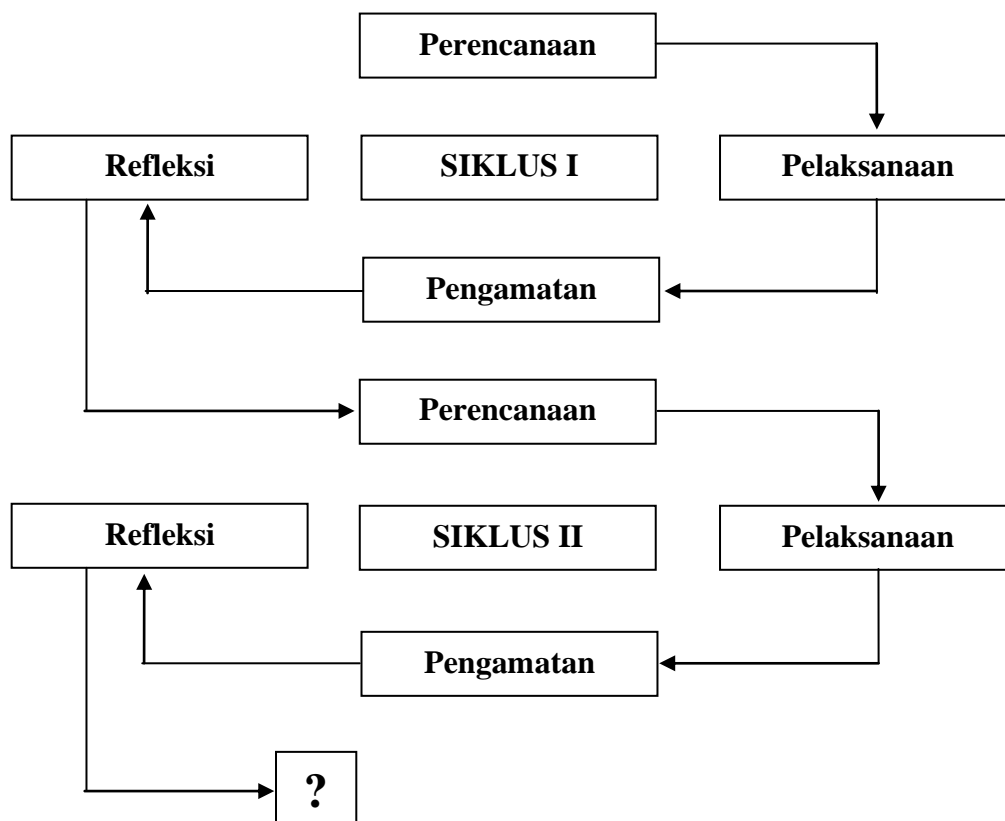 Perencanaan
Refleksi
SIKLUS I
Pelaksanaan
Pengamatan
Perencanaan
Refleksi
SIKLUS II
Pelaksanaan
Pengamatan
?